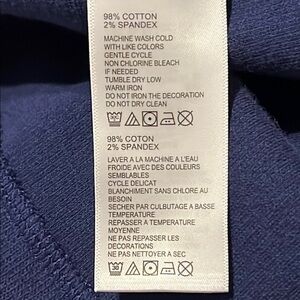 98% COTTON
2% SPANDEX
MACHINE WASH COLD
WITH LIKE COLORS
GENTLE CYCLE
NON CHLORINE BLEACH
IF NEEDED
TUMBLE DRY LOW
WARM IRON
DO NOT IRON THE DECORATION
DO NOT DRY CLEAN
98% COTON
2% SPANDEX
LAVER A LA MACHINE A L'EAU
FROIDE AVEC DES COULEURS
SEMBLABLES
CYCLE DELICAT
BLANCHIMENT SANS CHLORE AU
BESOIN
SECHER PAR CULBUTAGE A BASSE
TEMPERATURE
REPASSER A TEMPERATURE
MOYENNE
NE PAS REPASSER LES
DECORATIONS
NE PAS NETTOYER A SEC
30